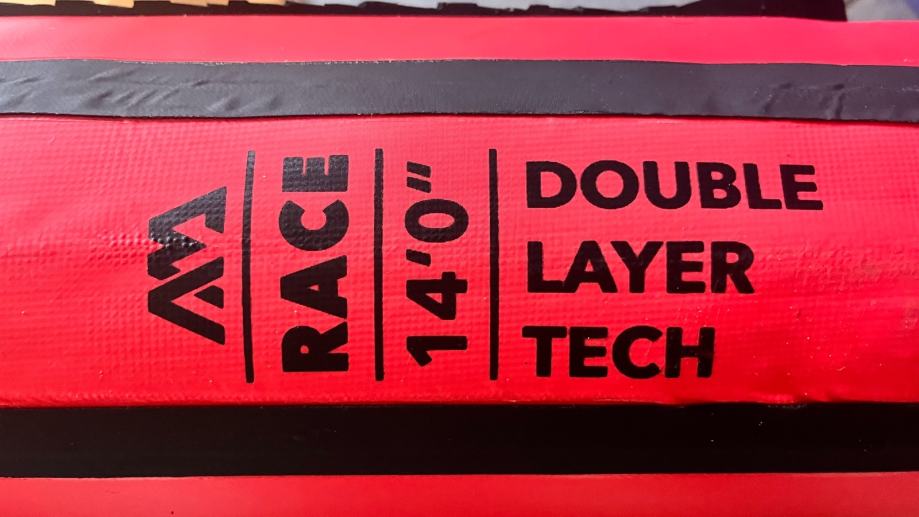 RACE
14'0"
DOUBLE
LAYER
TECH